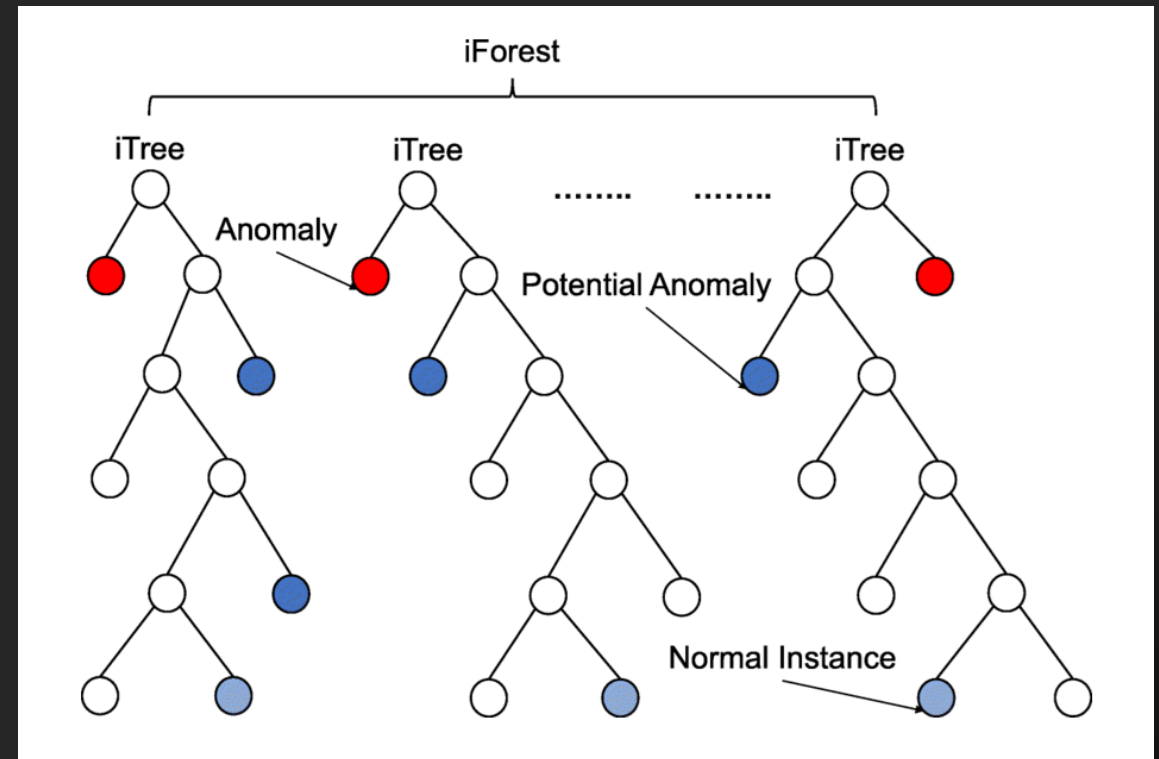 iForest
iTree
iTree
iTree
........ ........
Anomaly
Potential Anomaly
Normal Instance